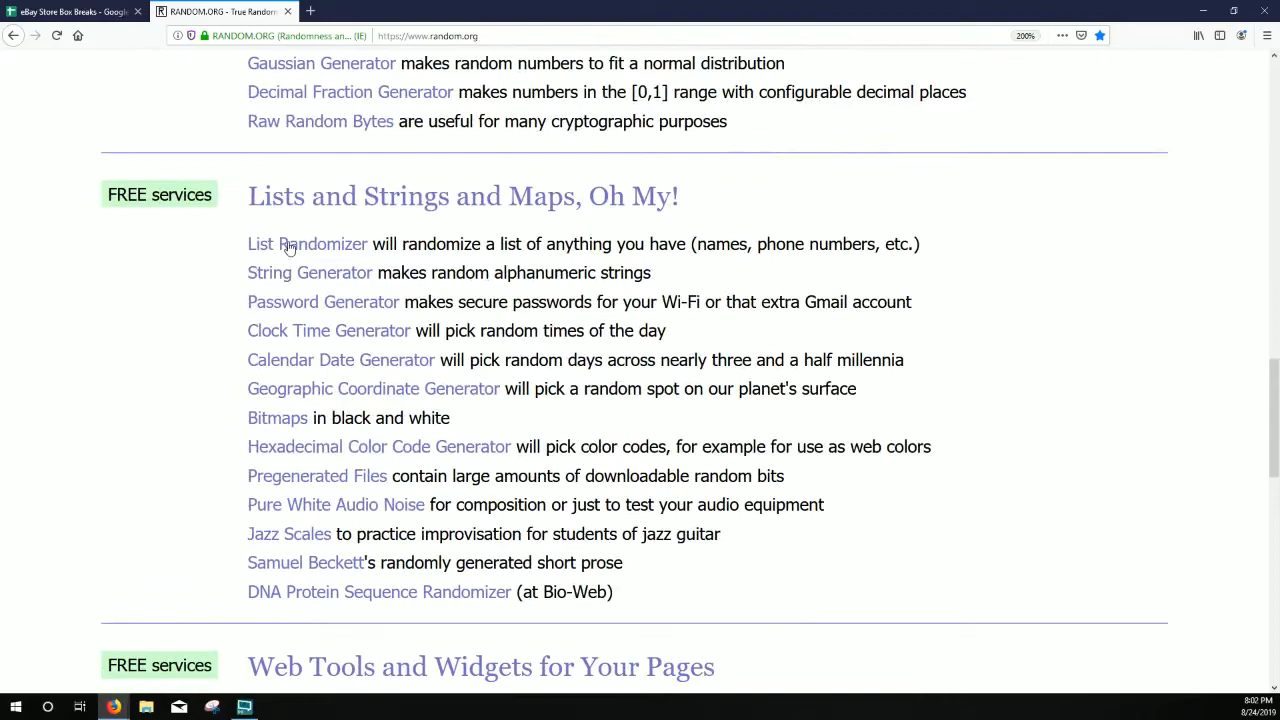 eBay Store Box Breaks - Google
RANDOM.ORG - True Random
RANDOM.ORG (Randomness an... (IE)
https://www.random.org
200%
Gaussian Generator makes random numbers to fit a normal distribution
Decimal Fraction Generator makes numbers in the [0,1] range with configurable decimal places
Raw Random Bytes are useful for many cryptographic purposes
FREE services
Lists and Strings and Maps, Oh My!
List Randomizer will randomize a list of anything you have (names, phone numbers, etc.)
String Generator makes random alphanumeric strings
Password Generator makes secure passwords for your Wi-Fi or that extra Gmail account
Clock Time Generator will pick random times of the day
Calendar Date Generator will pick random days across nearly three and a half millennia
Geographic Coordinate Generator will pick a random spot on our planet's surface
Bitmaps in black and white
Hexadecimal Color Code Generator will pick color codes, for example for use as web colors
Pregenerated Files contain large amounts of downloadable random bits
Pure White Audio Noise for composition or just to test your audio equipment
Jazz Scales to practice improvisation for students of jazz guitar
Samuel Beckett's randomly generated short prose
DNA Protein Sequence Randomizer (at Bio-Web)
FREE services
Web Tools and Widgets for Your Pages
8:02 PM
8/24/2019